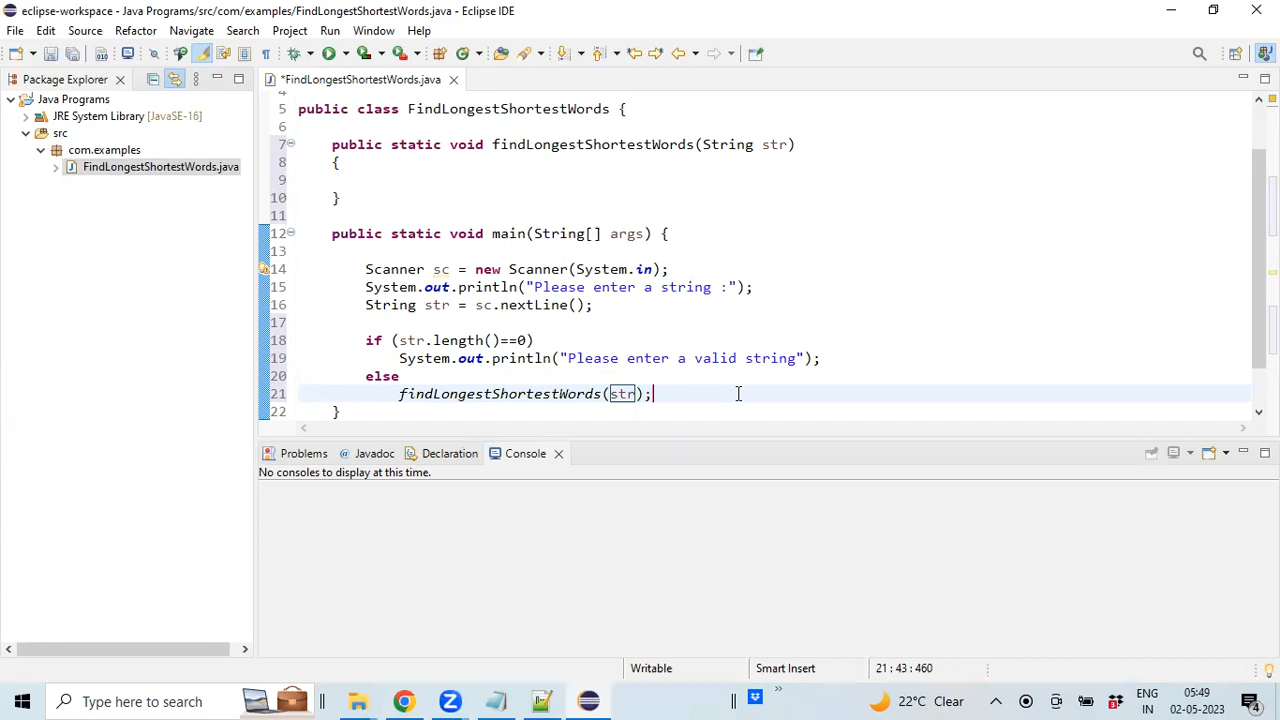 eclipse-workspace - Java Programs/src/com/examples/FindLongestShortestWords.java - Eclipse IDE
File Edit Source Refactor Navigate Search Project Run Window Help
Package Explorer
*FindLongestShortestWords.java
Java Programs
JRE System Library [JavaSE-16]
src
com.examples
FindLongestShortestWords.java
4
5 public class FindLongestShortestWords {
6
7 public static void findLongestShortestWords(String str)
8 {
9
10 }
11
12 public static void main(String[] args) {
13
14 Scanner sc = new Scanner(System.in);
15 System.out.println("Please enter a string :");
16 String str = sc.nextLine();
17
18 if (str.length()==0)
19 System.out.println("Please enter a valid string");
20 else
21 findLongestShortestWords(str);
22 }
Problems @ Javadoc Declaration Console
No consoles to display at this time.
Writable Smart Insert 21 : 43 : 460
Type here to search
22°C Clear
ENG
IN
05:49
02-05-2023
4